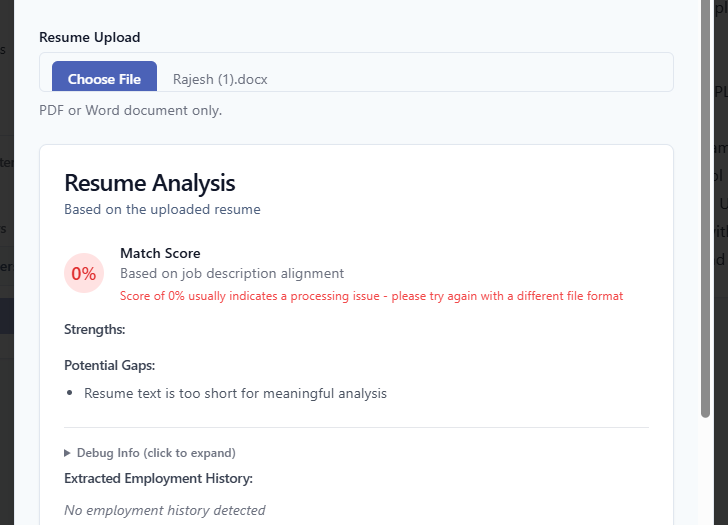 Resume Upload
Choose File Rajesh (1).docx
PDF or Word document only.
Resume Analysis
Based on the uploaded resume
0%
Match Score
Based on job description alignment
Score of 0% usually indicates a processing issue - please try again with a different file format
Strengths:
Potential Gaps:
• Resume text is too short for meaningful analysis
▶ Debug Info (click to expand)
Extracted Employment History:
No employment history detected